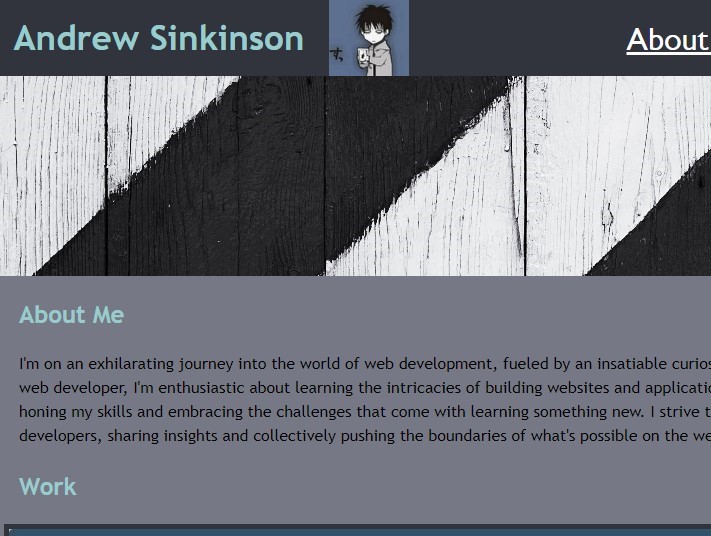 Andrew Sinkinson
About
About Me
I'm on an exhilarating journey into the world of web development, fueled by an insatiable
web developer, I'm enthusiastic about learning the intricacies of building websites and
honing my skills and embracing the challenges that come with learning something new. I strive
developers, sharing insights and collectively pushing the boundaries of what's possible on the
Work